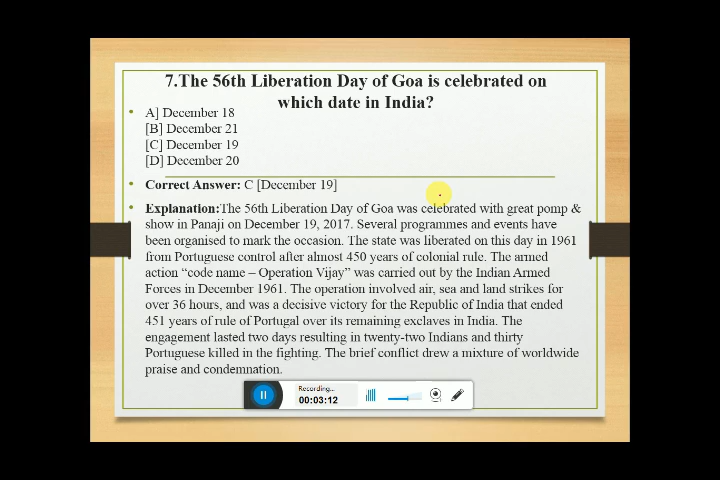 7.The 56th Liberation Day of Goa is celebrated on
which date in India?
• A] December 18
[B] December 21
[C] December 19
[D] December 20
• Correct Answer: C [December 19]
• Explanation:The 56th Liberation Day of Goa was celebrated with great pomp &
show in Panaji on December 19, 2017. Several programmes and events have
been organised to mark the occasion. The state was liberated on this day in 1961
from Portuguese control after almost 450 years of colonial rule. The armed
action “code name – Operation Vijay” was carried out by the Indian Armed
Forces in December 1961. The operation involved air, sea and land strikes for
over 36 hours, and was a decisive victory for the Republic of India that ended
451 years of rule of Portugal over its remaining exclaves in India. The
engagement lasted two days resulting in twenty-two Indians and thirty
Portuguese killed in the fighting. The brief conflict drew a mixture of worldwide
praise and condemnation.
Recording...
00:03:12